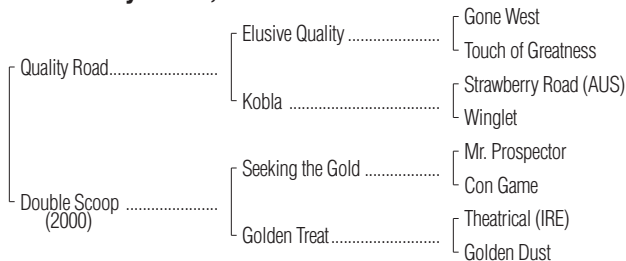 Gone West
Elusive Quality ....................
Touch of Greatness
Quality Road.......................
Strawberry Road (AUS)
Kobla .................................
Winglet
Mr. Prospector
Seeking the Gold ................
Con Game
Double Scoop ....................
(2000)
Theatrical (IRE)
Golden Treat.......................
Golden Dust